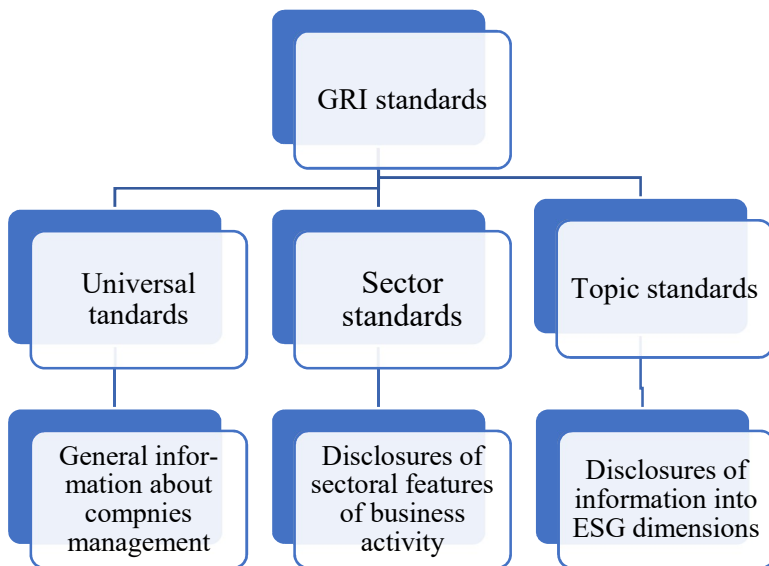 GRI standards
Universal
tandards
Sector
standards
Topic standards
General infor-
mation about
compnies
management
Disclosures of
sectoral features
of business
activity
Disclosures of
information into
ESG dimensions